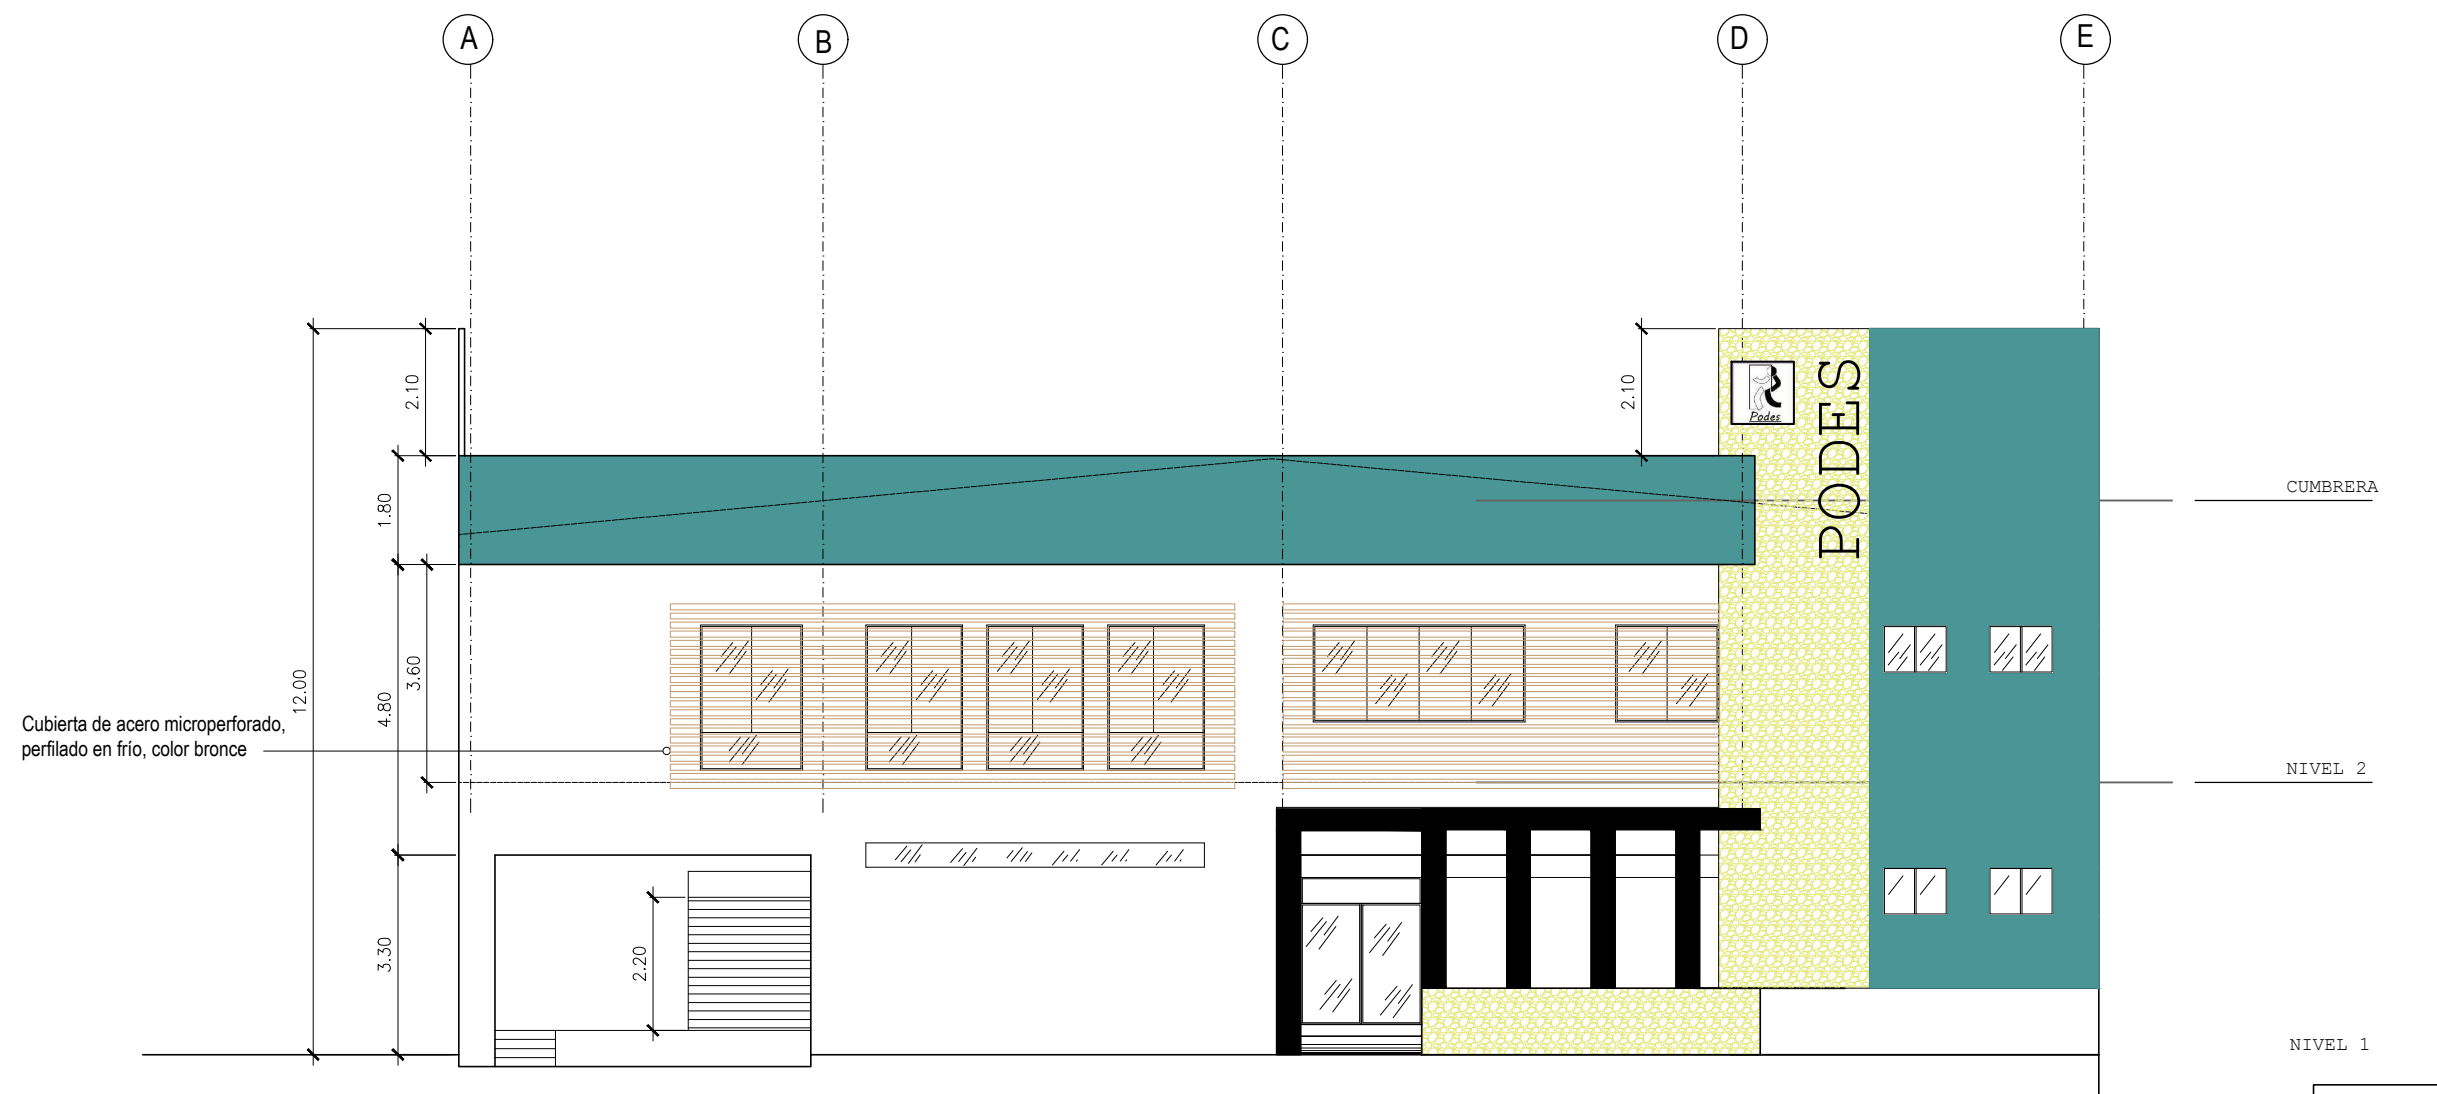 A
B
C
D
E
2.10
2.10
Podes
PODES
1.80
CUMBRERA
12.00
4.80
3.60
Cubierta de acero microperforado,
perfilado en frío, color bronce
NIVEL 2
3.30
2.20
NIVEL 1